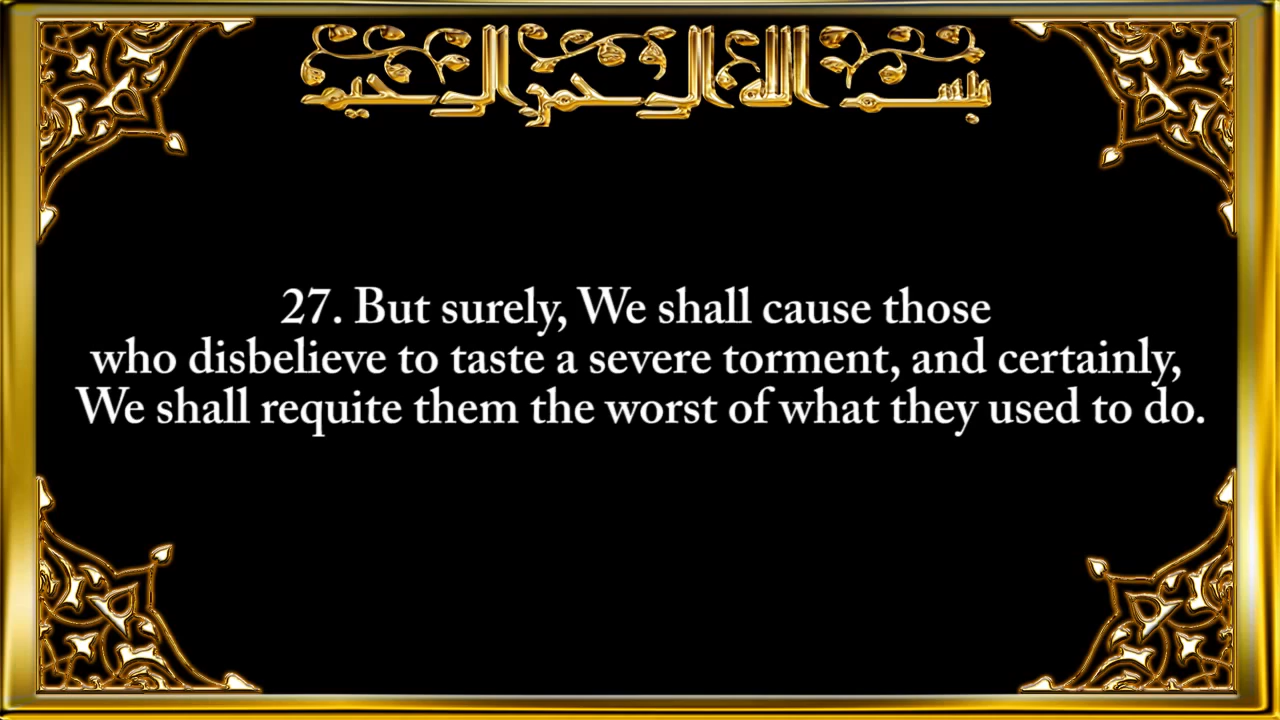 بسم الله الرحمن الرحيم
27. But surely, We shall cause those
who disbelieve to taste a severe torment, and certainly,
We shall requite them the worst of what they used to do.